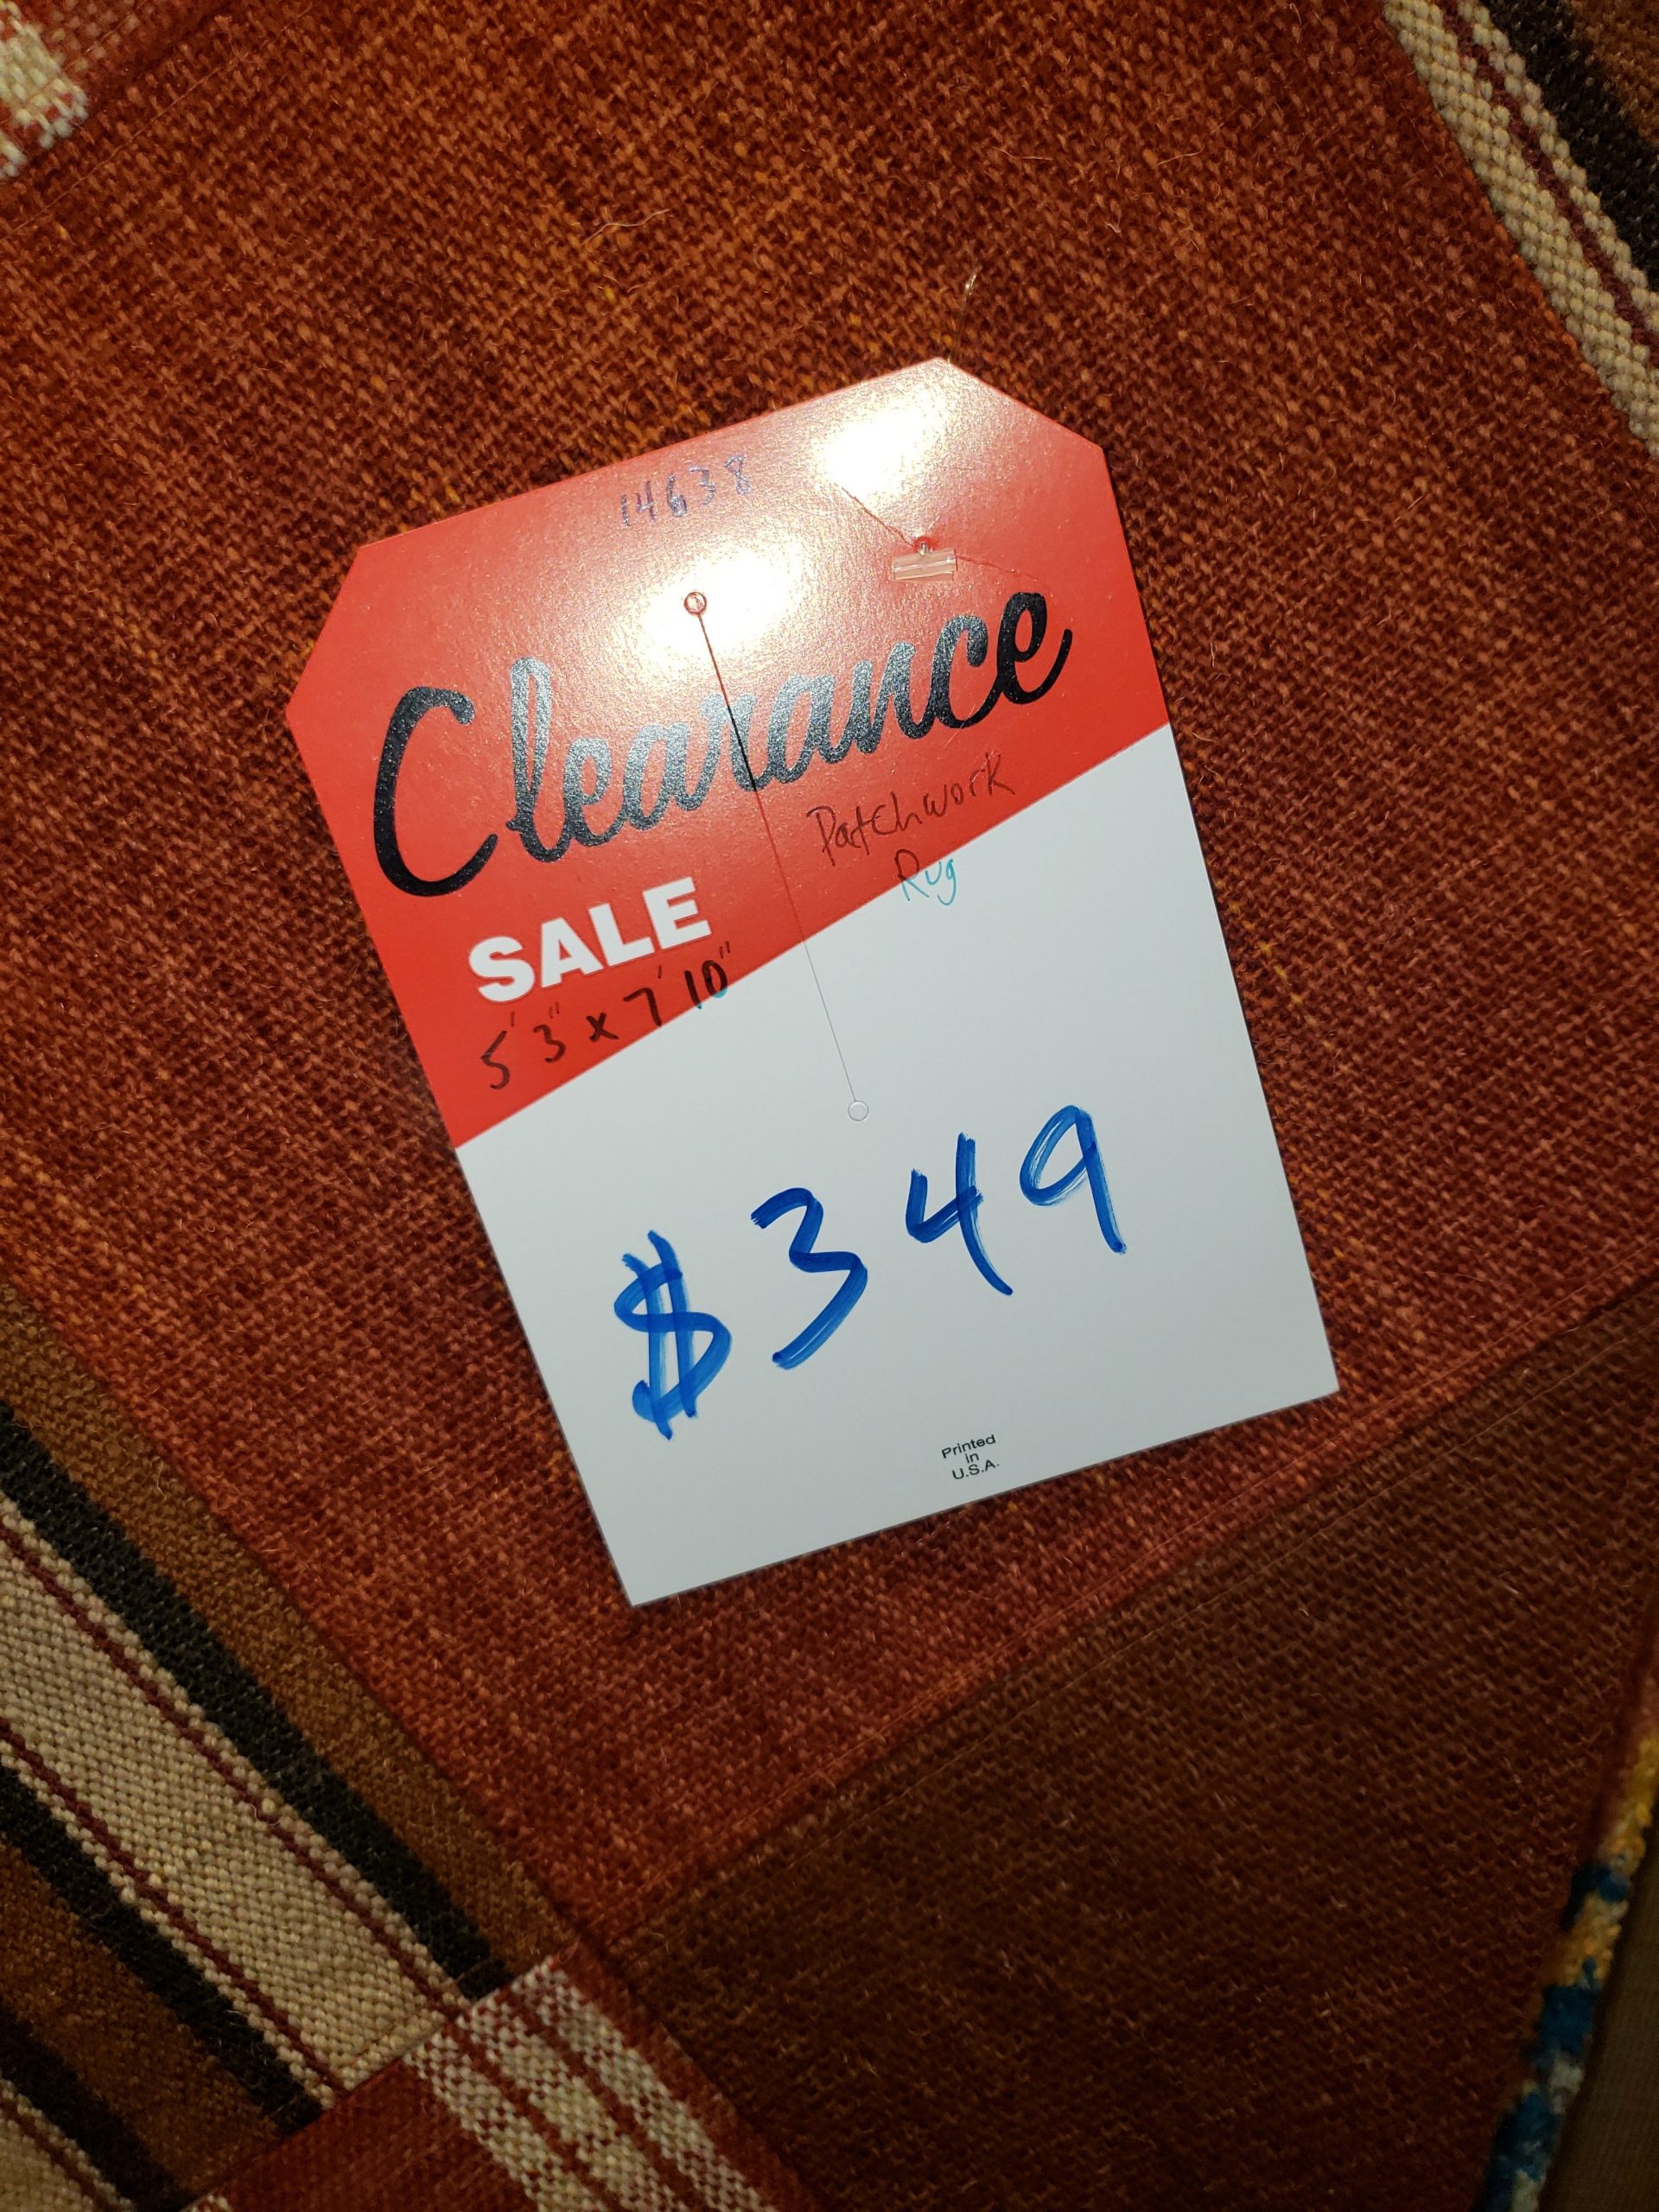 14638
Clearance
Patchwork
Rug
SALE
5'3" x 7'10"
$349
Printed
in
U.S.A.